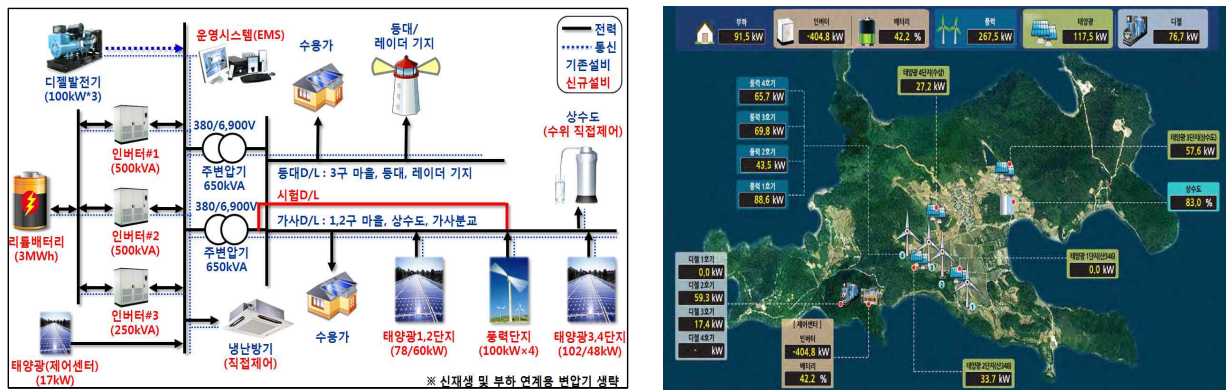 운영시스템(EMS)
수용가
등대/
레이더 기지
전력
통신
기존설비
신규설비
디젤발전기
(100kW*3)
상수도
(수위 직접제어)
380/6,900V
인버터#1
(500kVA)
주변압기
650kVA
등대D/L : 3구 마을, 등대, 레이더 기지
시험D/L
380/6,900V
가사D/L : 1,2구 마을, 상수도, 가사분교
리튬배터리
(3MWh)
인버터#2
(500kVA)
주변압기
650kVA
인버터#3
(250kVA)
태양광(제어센터)
(17kW)
냉난방기
(직접제어)
수용가
태양광1,2단지
(78/60kW)
풍력단지
(100kW×4)
태양광3,4단지
(102/48kW)
※ 신재생 및 부하 연계용 변압기 생략
부하
91,5 kW
인버터
-404,8 kW
배터리
42,2 %
풍력
267,5 kW
태양광
117,5 kW
디젤
76,7 kW
풍력 4호기
65,7 kW
풍력 3호기
69,8 kW
풍력 2호기
43,5 kW
풍력 1호기
88,6 kW
태양광 4단지(수상)
27,2 kW
태양광 3단지(상수도)
57,6 kW
상수도
83,0 %
태양광 1단지(산346)
0,0 kW
디젤 1호기
0,0 kW
디젤 2호기
59,3 kW
디젤 3호기
17,4 kW
디젤 4호기
- kW
[ 제어센터 ]
인버터
-404,8 kW
배터리
42,2 %
태양광 2단지(산348)
33,7 kW